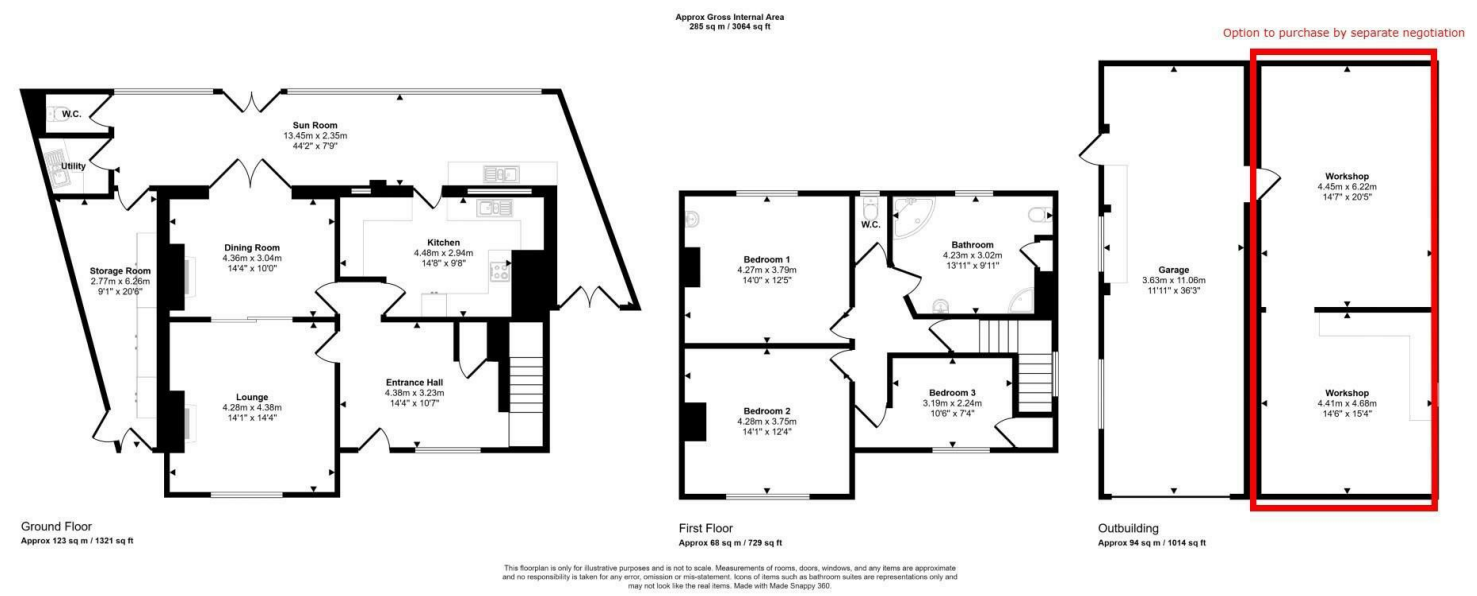 Approx Gross Internal Area
285 sq m / 3064 sq ft
Option to purchase by separate negotiation
W.C.
Utility
Sun Room
13.45m x 2.35m
44'2" x 7'9"
Storage Room
2.77m x 6.26m
9'1" x 20'6"
Dining Room
4.36m x 3.04m
14'4" x 10'0"
Kitchen
4.48m x 2.94m
14'8" x 9'8"
Lounge
4.28m x 4.38m
14'1" x 14'4"
Entrance Hall
4.38m x 3.23m
14'4" x 10'7"
Ground Floor
Approx 123 sq m / 1321 sq ft
Bedroom 1
4.27m x 3.79m
14'0" x 12'5"
W.C.
Bathroom
4.23m x 3.02m
13'11" x 9'11"
Bedroom 2
4.28m x 3.75m
14'1" x 12'4"
Bedroom 3
3.19m x 2.24m
10'6" x 7'4"
First Floor
Approx 68 sq m / 729 sq ft
Garage
3.63m x 11.06m
11'11" x 36'3"
Workshop
4.45m x 6.22m
14'7" x 20'5"
Workshop
4.41m x 4.68m
14'6" x 15'4"
Outbuilding
Approx 94 sq m / 1014 sq ft
This floorplan is only for illustrative purposes and is not to scale. Measurements of rooms, doors, windows, and any items are approximate
and no responsibility is taken for any error, omission or mis-statement. Icons of items such as bathroom suites are representations only and
may not look like the real items. Made with Made Snappy 360.